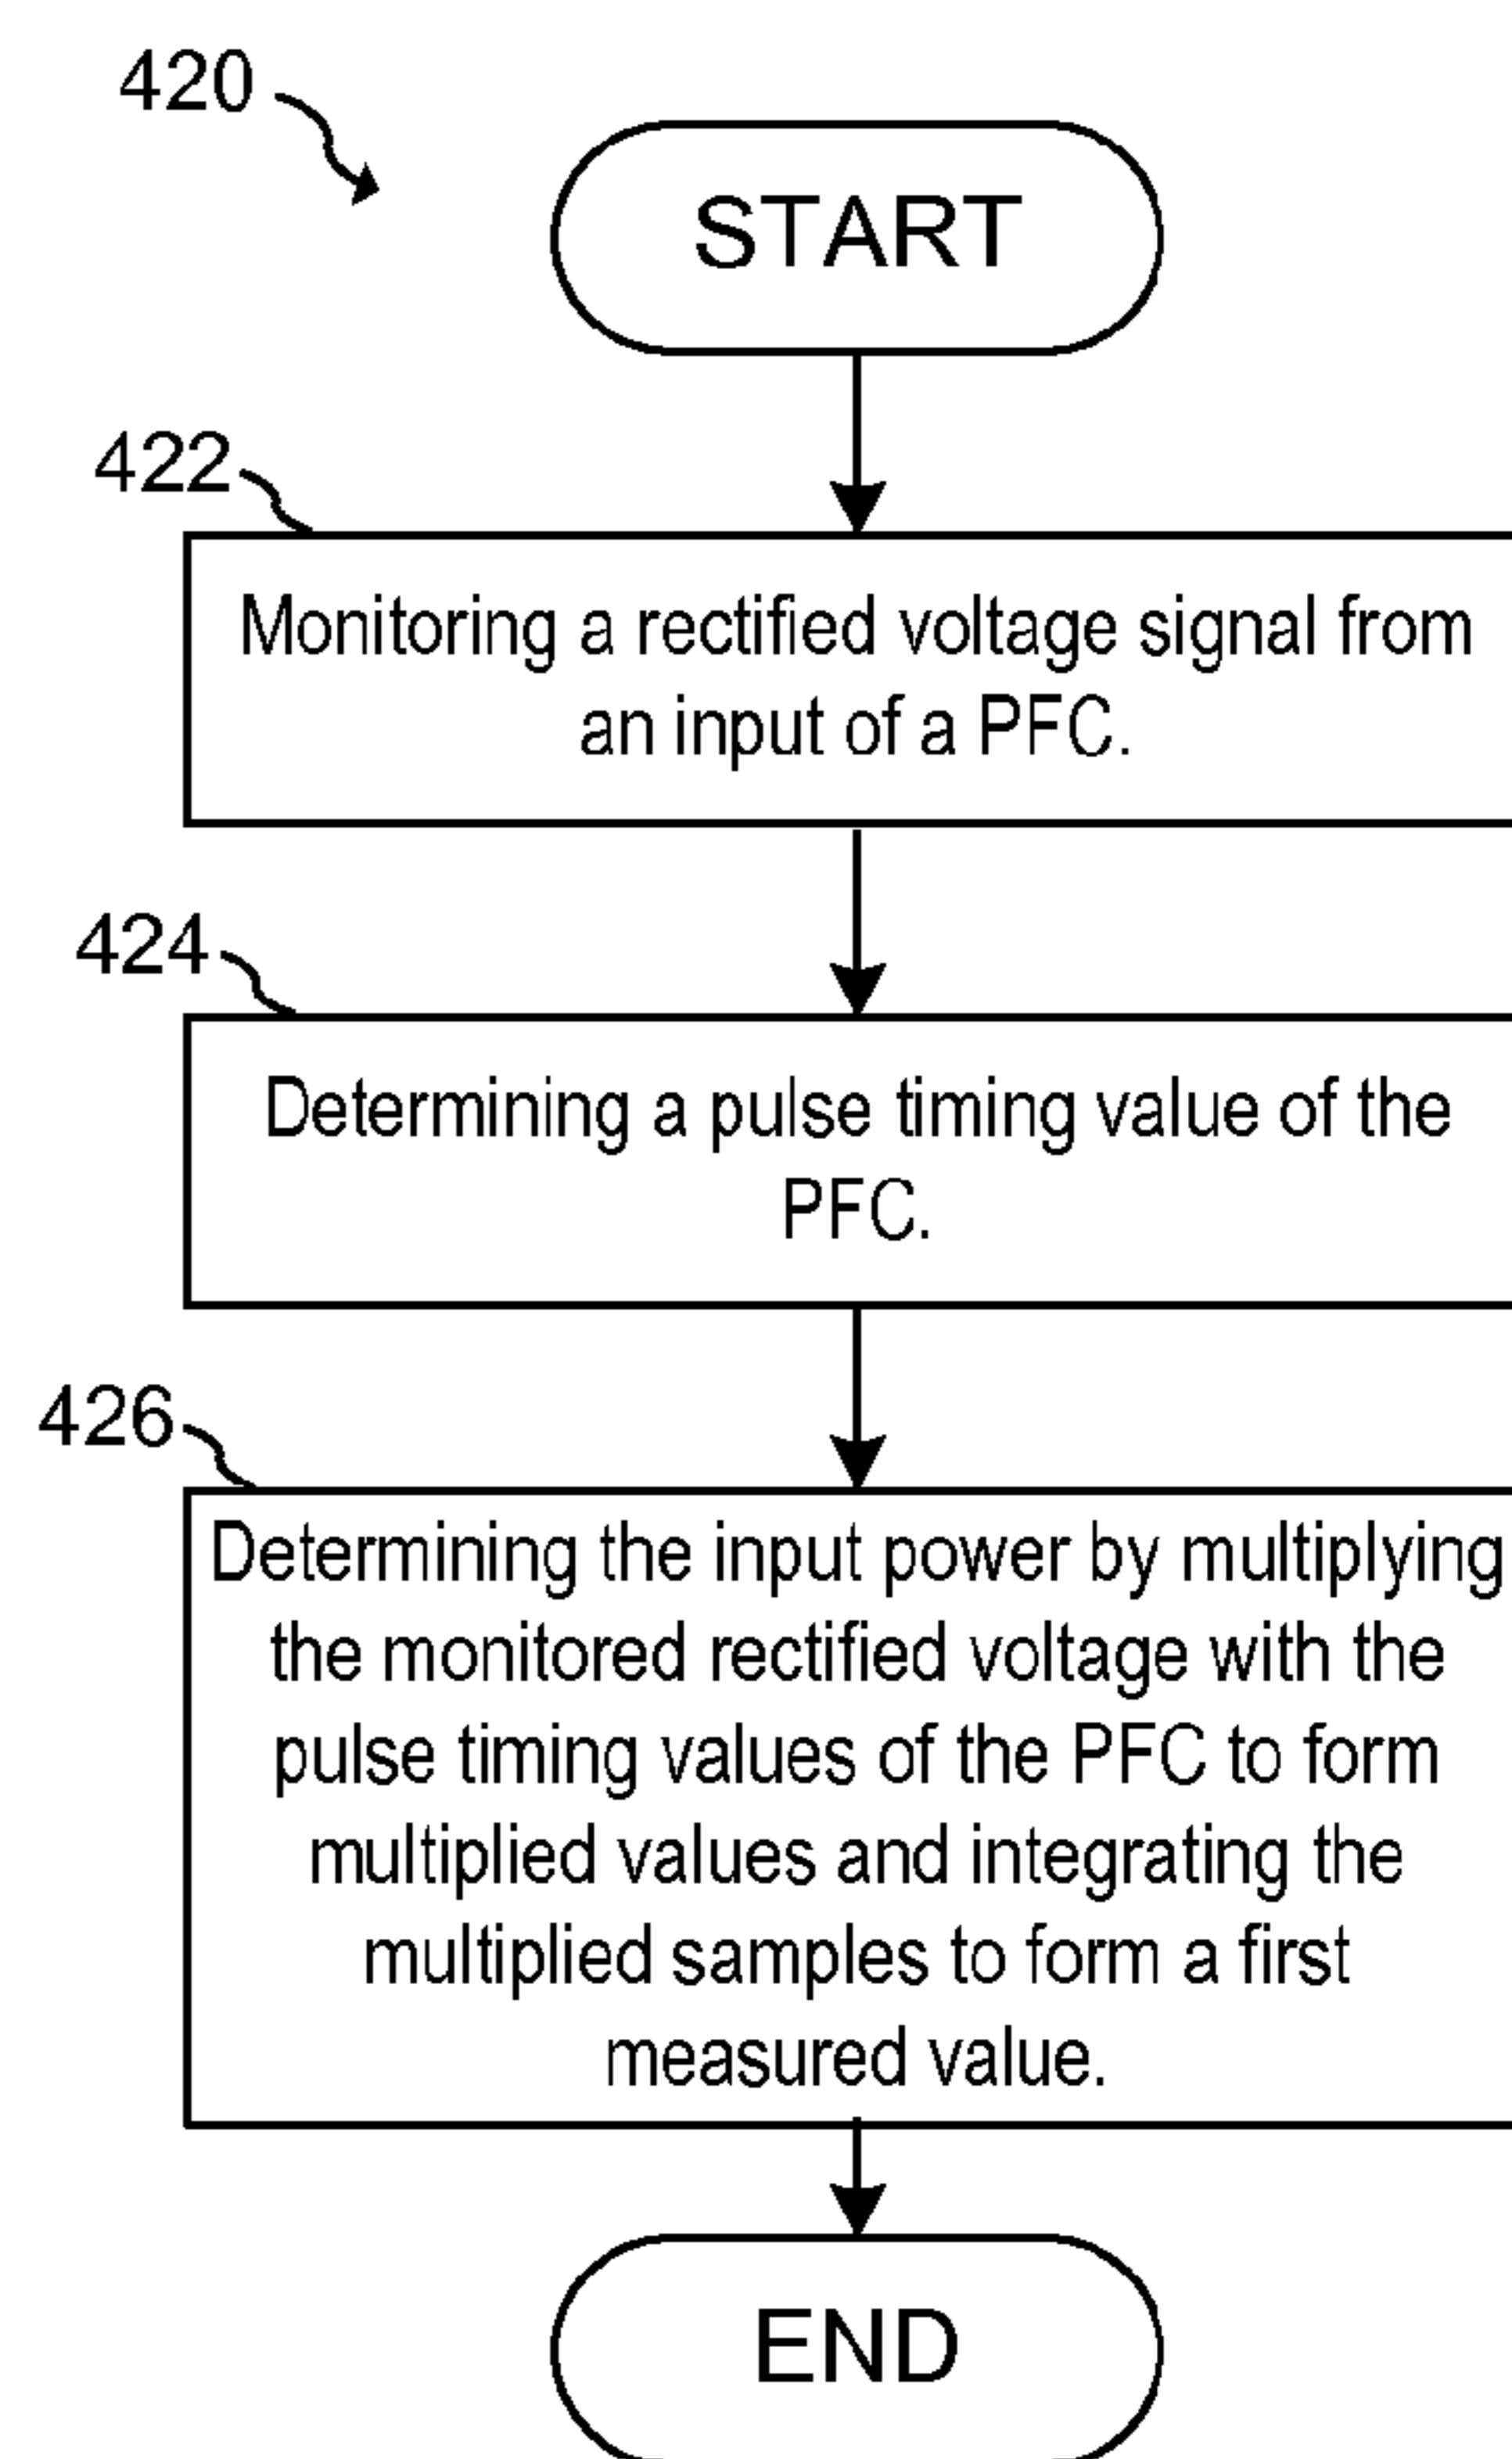 420
START
422
Monitoring a rectified voltage signal from
an input of a PFC.
424
Determining a pulse timing value of the
PFC.
426
Determining the input power by multiplying
the monitored rectified voltage with the
pulse timing values of the PFC to form
multiplied values and integrating the
multiplied samples to form a first
measured value.
END